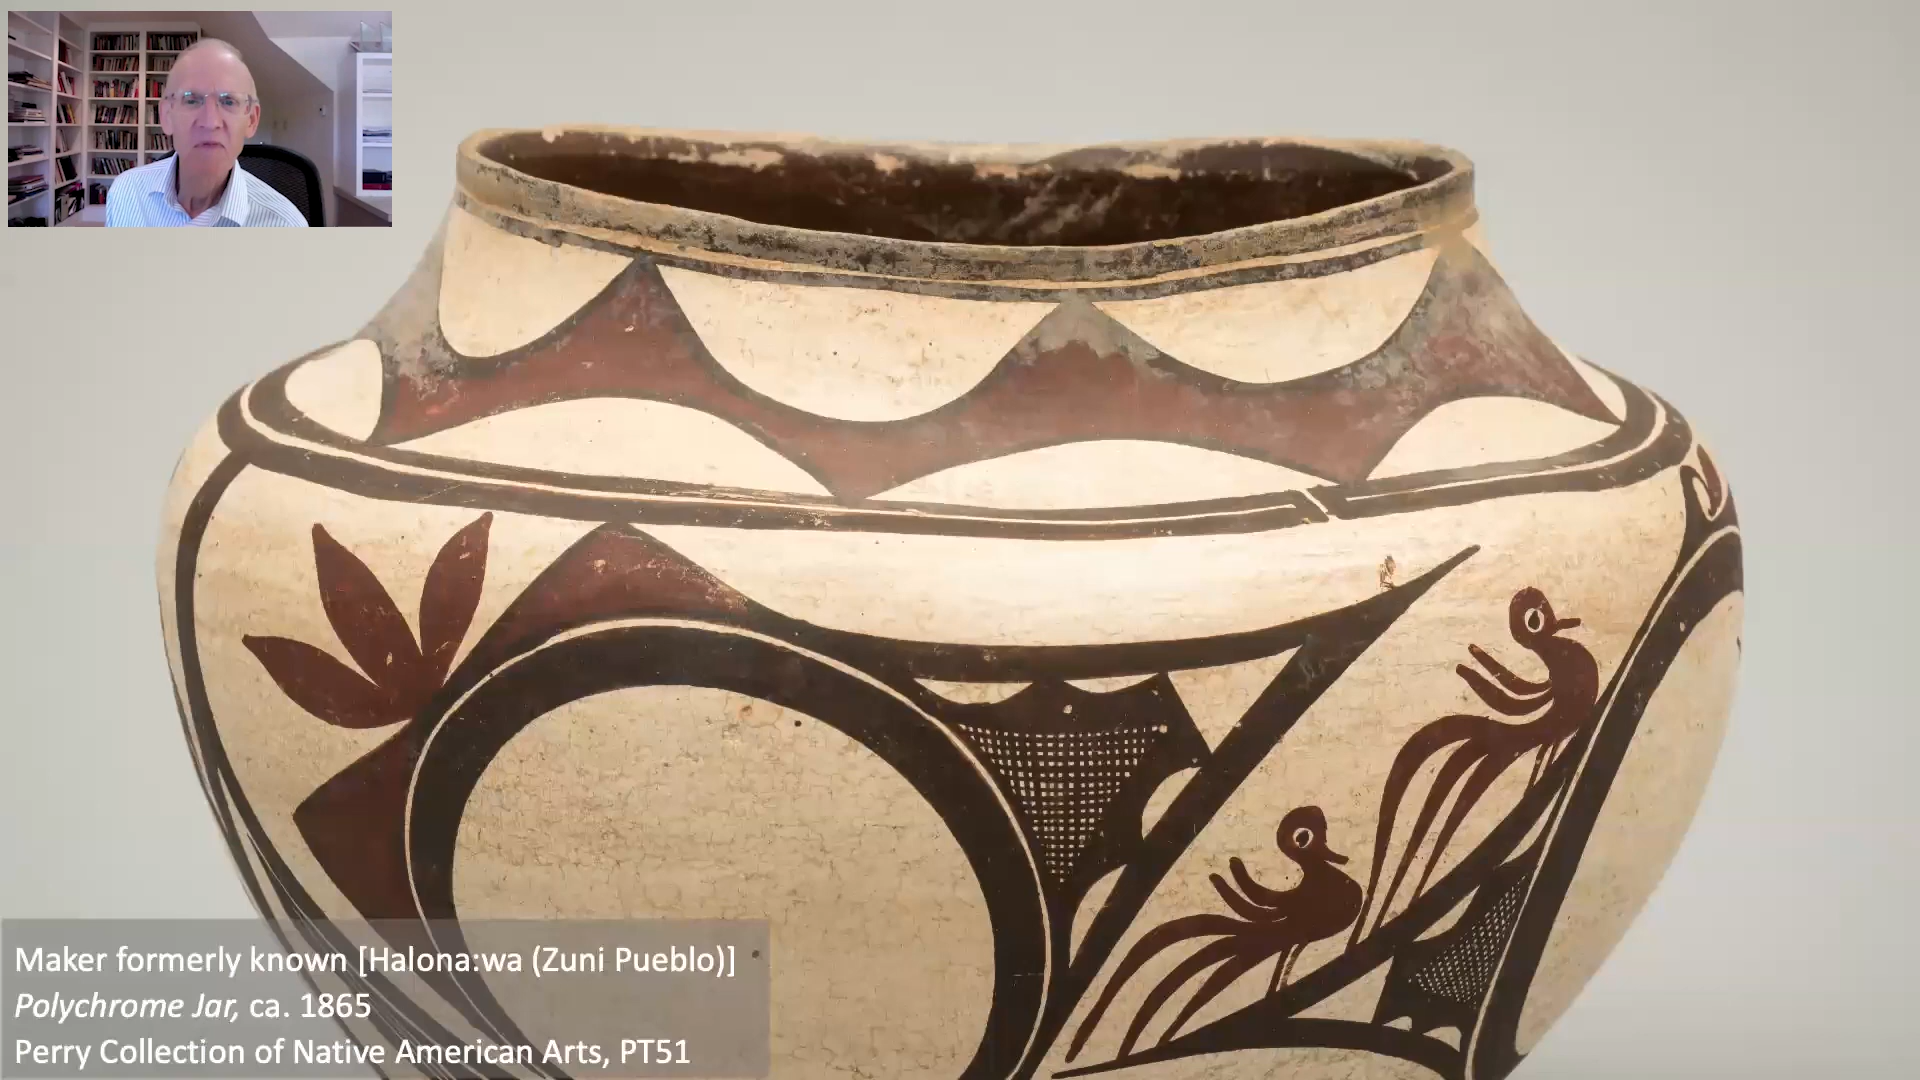 Maker formerly known [Halona:wa (Zuni Pueblo)]
Polychrome Jar, ca. 1865
Perry Collection of Native American Arts, PT51